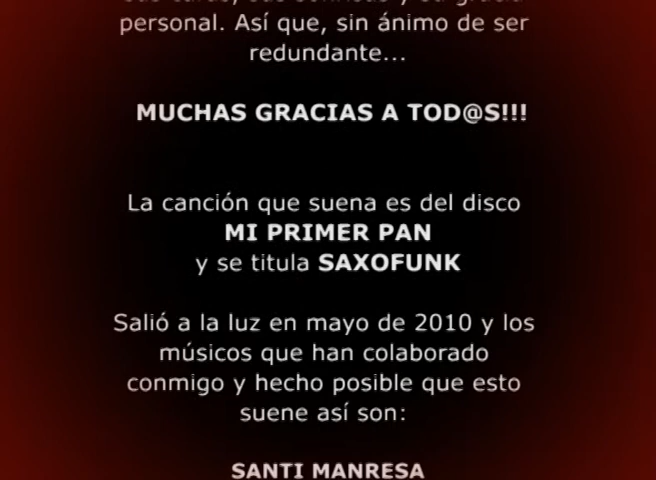 personal. Así que, sin ánimo de ser
redundante...
MUCHAS GRACIAS A TOD@S!!!
La canción que suena es del disco
MI PRIMER PAN
y se titula SAXOFUNK
Salió a la luz en mayo de 2010 y los
músicos que han colaborado
conmigo y hecho posible que esto
suene así son:
SANTI MANRESA